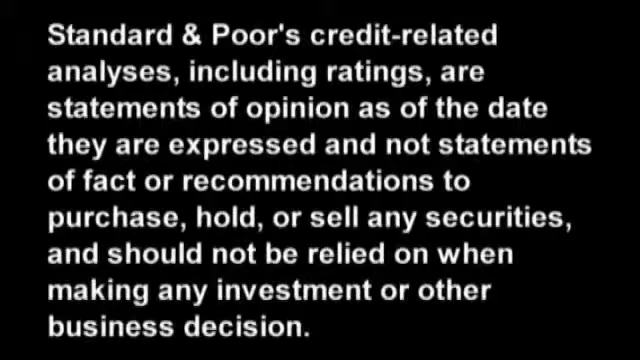 Standard & Poor's credit-related
analyses, including ratings, are
statements of opinion as of the date
they are expressed and not statements
of fact or recommendations to
purchase, hold, or sell any securities,
and should not be relied on when
making any investment or other
business decision.